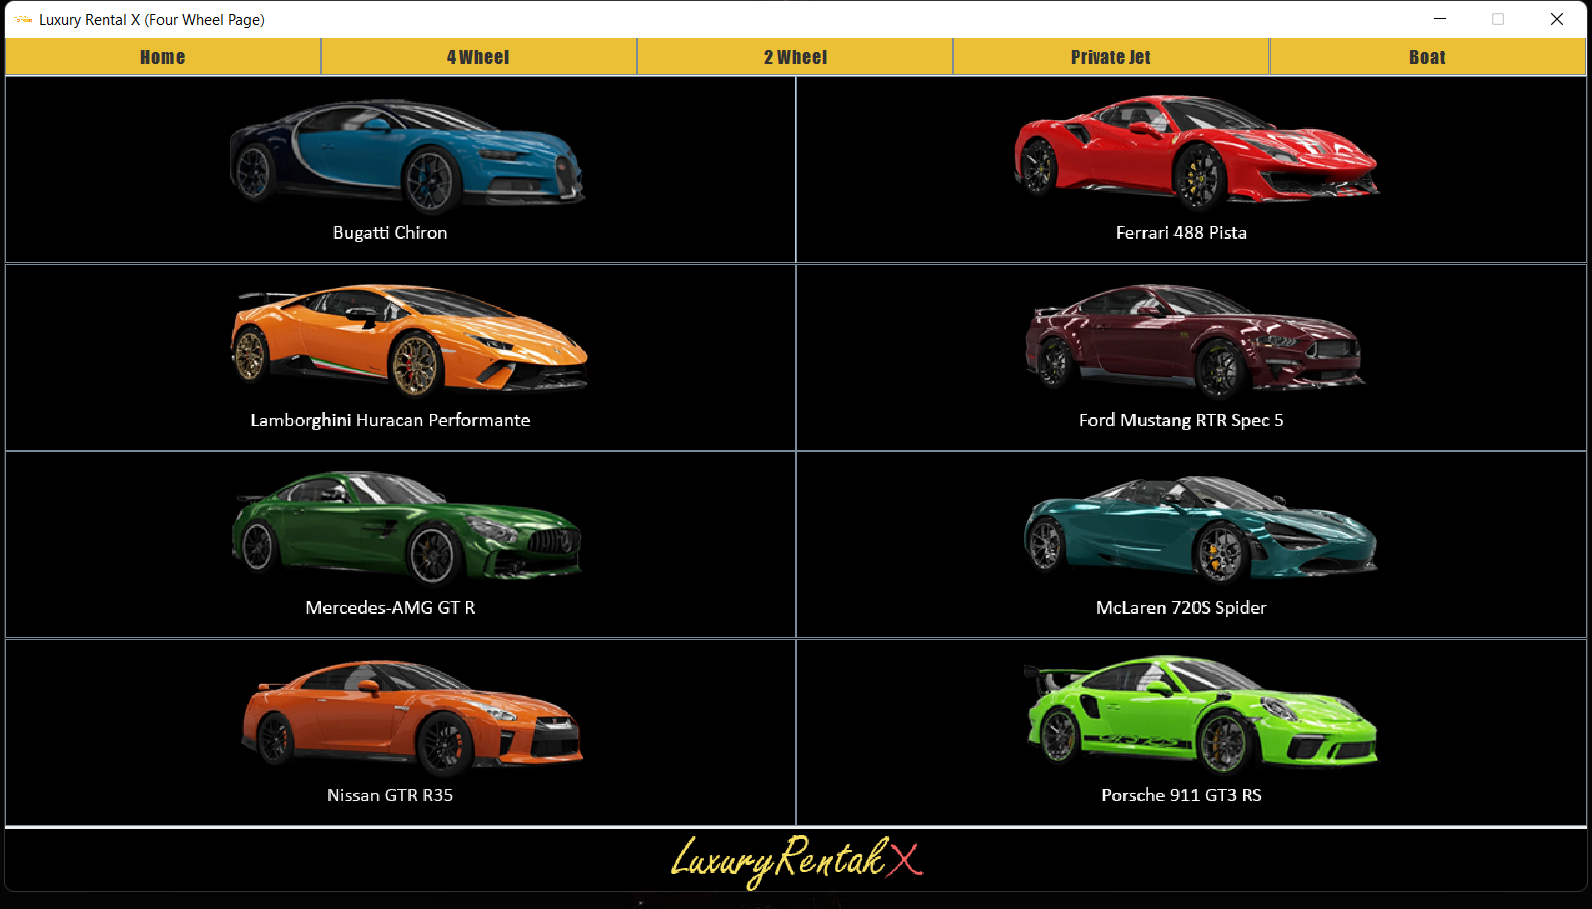 Luxury Rental X (Four Wheel Page)
Home 4 Wheel 2 Wheel Private Jet Boat
Bugatti Chiron
Ferrari 488 Pista
Lamborghini Huracan Performante
Ford Mustang RTR Spec 5
Mercedes-AMG GT R
McLaren 720S Spider
Nissan GTR R35
Porsche 911 GT3 RS
Luxury Rental X